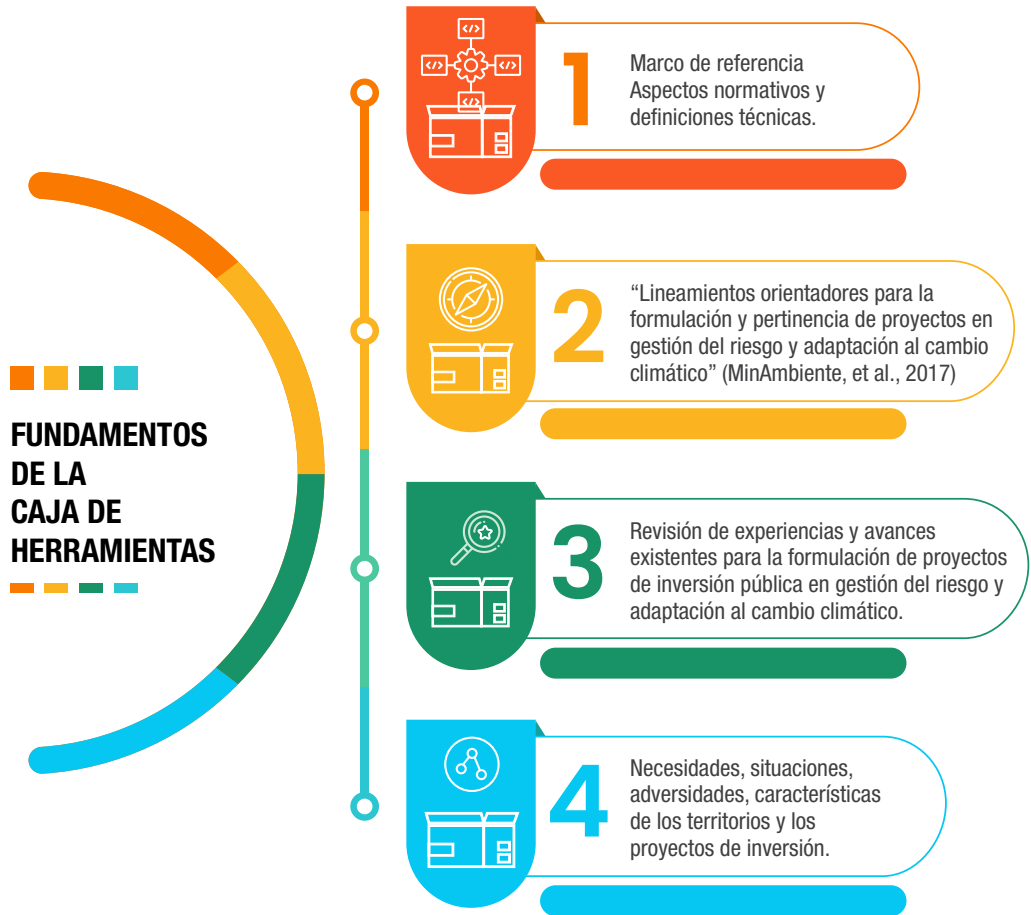 FUNDAMENTOS
DE LA
CAJA DE
HERRAMIENTAS
1
Marco de referencia
Aspectos normativos y
definiciones técnicas.
2
“Lineamientos orientadores para la
formulación y pertinencia de proyectos en
gestión del riesgo y adaptación al cambio
climático” (MinAmbiente, et al., 2017)
3
Revisión de experiencias y avances
existentes para la formulación de proyectos
de inversión pública en gestión del riesgo y
adaptación al cambio climático.
4
Necesidades, situaciones,
adversidades, características
de los territorios y los
proyectos de inversión.